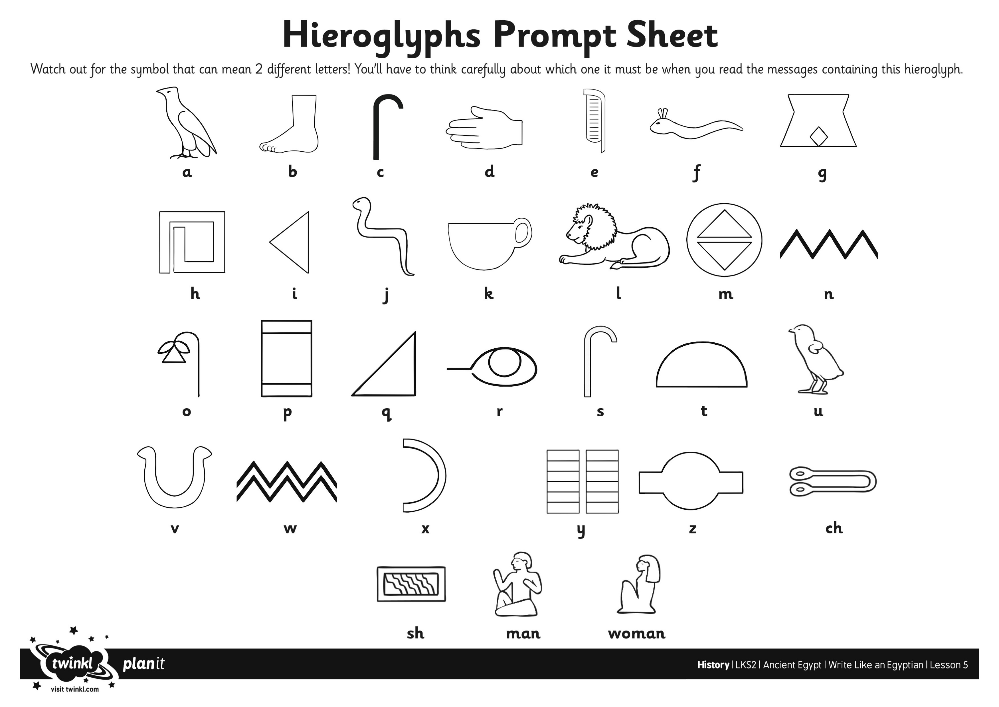 Hieroglyphs Prompt Sheet
Watch out for the symbol that can mean 2 different letters! You'll have to think carefully about which one it must be when you read the messages containing this hieroglyph.
a b c d e f g
h i j k l m n
o p q r s t u
v w x y z ch
sh man woman
twinkl planit
History | LKS2 | Ancient Egypt | Write Like an Egyptian | Lesson 5
visit twinkl.com